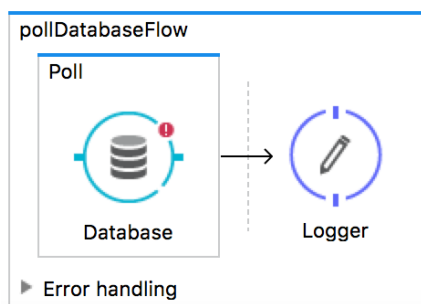 pollDatabaseFlow
Poll
Database
Logger
Error handling